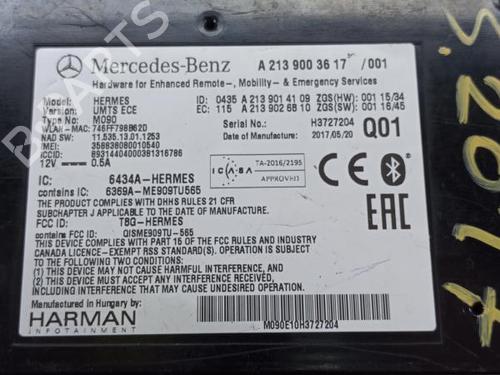 Mercedes-Benz A 213 900 36 17 /001
Hardware for Enhanced Remote-, Mobility- & Emergency Services
Model: HERMES ID: 0435 A 213 901 41 09 ZGS(HW): 001 15/34
Version: UMTS ECE EC: 115 A 213 902 68 10 ZGS(SW): 001 16/45
Type No: M090 Serial No: H3727204
WLAN-MAC: 746FF798B62D Date of Manufacture: 2017/05/20 Q01
SNR NO: 11.535.13.01.1253
IMEI: 358838080010540
ICCID: 89314404000381316786
12V 0.5A
ICASA TA-2016/2195
APPROVED
IC: 6434A-HERMES
contains IC: 6369A-ME909TU565
THE PRODUCT COMPLIES WITH DHHS RULES 21 CFR
SUBCHAPTER J APPLICABLE TO THE DATE OF MANUFACTURE.
FCC ID: T8G-HERMES
contains FCC ID: QISME909TU-565
THIS DEVICE COMPLIES WITH PART 15 OF THE FCC RULES AND INDUSTRY
CANADA LICENCE-EXEMPT RSS STANDARD(S). OPERATION IS SUBJECT
TO THE FOLLOWING TWO CONDITIONS:
(1) THIS DEVICE MAY NOT CAUSE HARMFUL INTERFERENCE, AND
(2) THIS DEVICE MUST ACCEPT ANY INTERFERENCE RECEIVED, INCLUDING
INTERFERENCE THAT MAY CAUSE UNDESIRED OPERATION.
CE
EAC
Manufactured in Hungary by
HARMAN
INFOTAINMENT
M090E10H3727204
B-PARTS